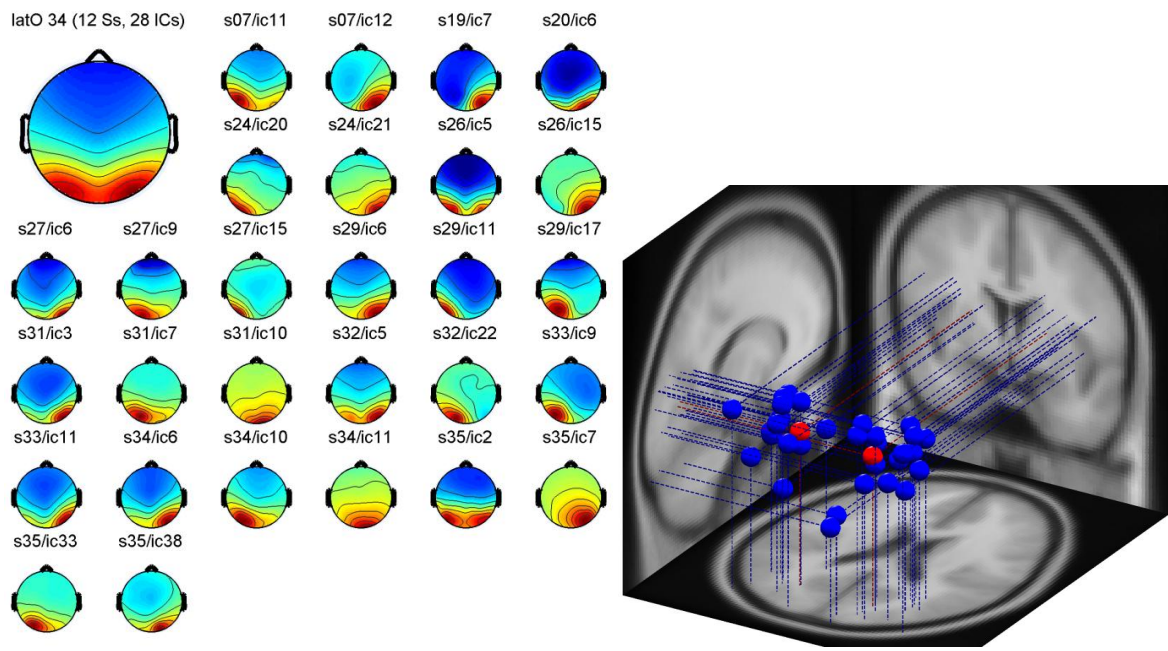 latO 34 (12 Ss, 28 ICs) s07/ic11 s07/ic12 s19/ic7 s20/ic6
s24/ic20 s24/ic21 s26/ic5 s26/ic15
s27/ic6 s27/ic9 s27/ic15 s29/ic6 s29/ic11 s29/ic17
s31/ic3 s31/ic7 s31/ic10 s32/ic5 s32/ic22 s33/ic9
s33/ic11 s34/ic6 s34/ic10 s34/ic11 s35/ic2 s35/ic7
s35/ic33 s35/ic38